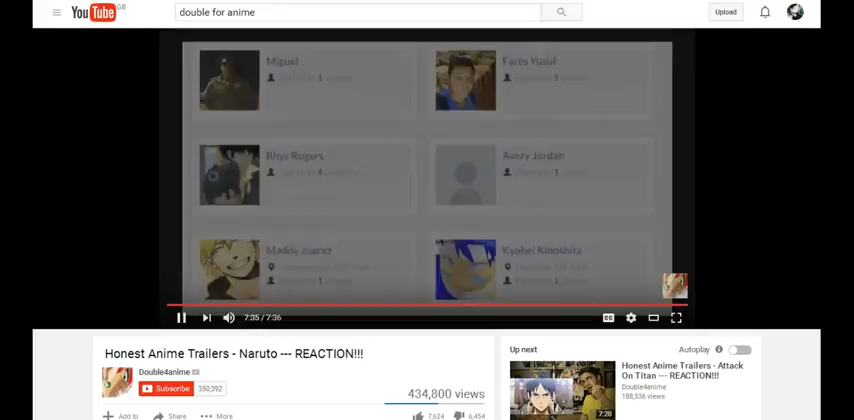 YouTube GB
double for anime
Upload
Miguel
Fares Yusuf
Rhys Rogers
Avery Jordan
Maddy Juarez
Kyohei Kinoshita
7:35 / 7:36
CC
Honest Anime Trailers - Naruto --- REACTION!!!
Double4anime
Subscribe 350,392
434,800 views
Add to Share More
7,624 6,454
Up next
Autoplay
Honest Anime Trailers - Attack
On Titan --- REACTION!!!
Double4anime
188,536 views
7:28